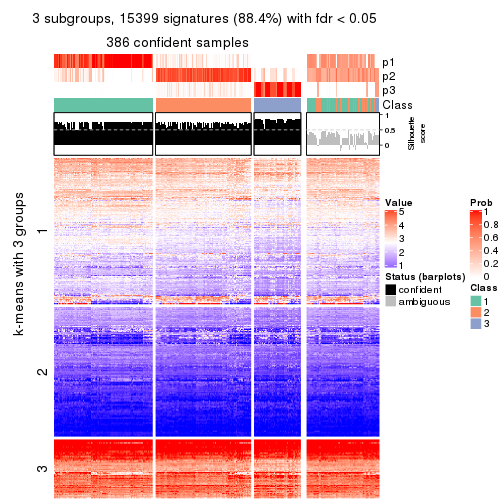 3 subgroups, 15399 signatures (88.4%) with fdr < 0.05
386 confident samples
p1
p2
p3
Class
1
0.5
0
Silhouette
score
k-means with 3 groups
1
2
3
Value
5
4
3
2
1
Status (barplots)
confident
ambiguous
Prob
1
0.8
0.6
0.4
0.2
0
Class
1
2
3